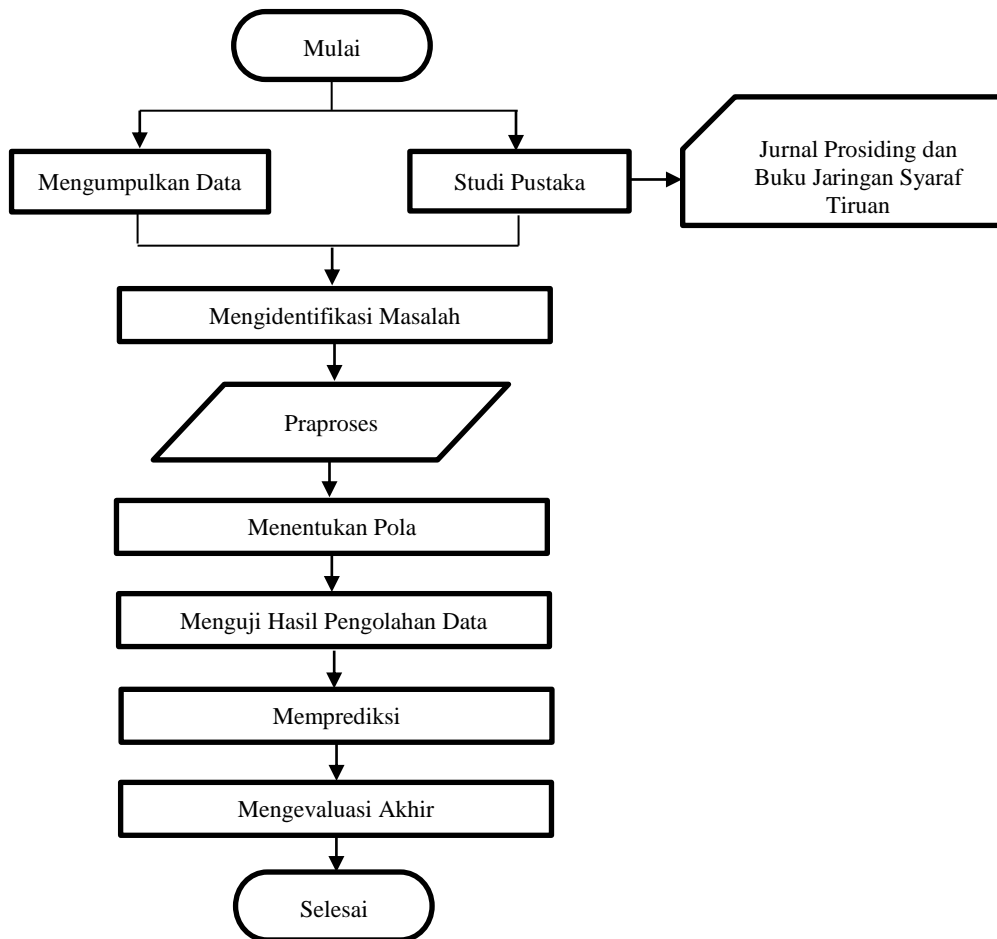 Mulai
Mengumpulkan Data
Studi Pustaka
Jurnal Prosiding dan
Buku Jaringan Syaraf
Tiruan
Mengidentifikasi Masalah
Praproses
Menentukan Pola
Menguji Hasil Pengolahan Data
Memprediksi
Mengevaluasi Akhir
Selesai